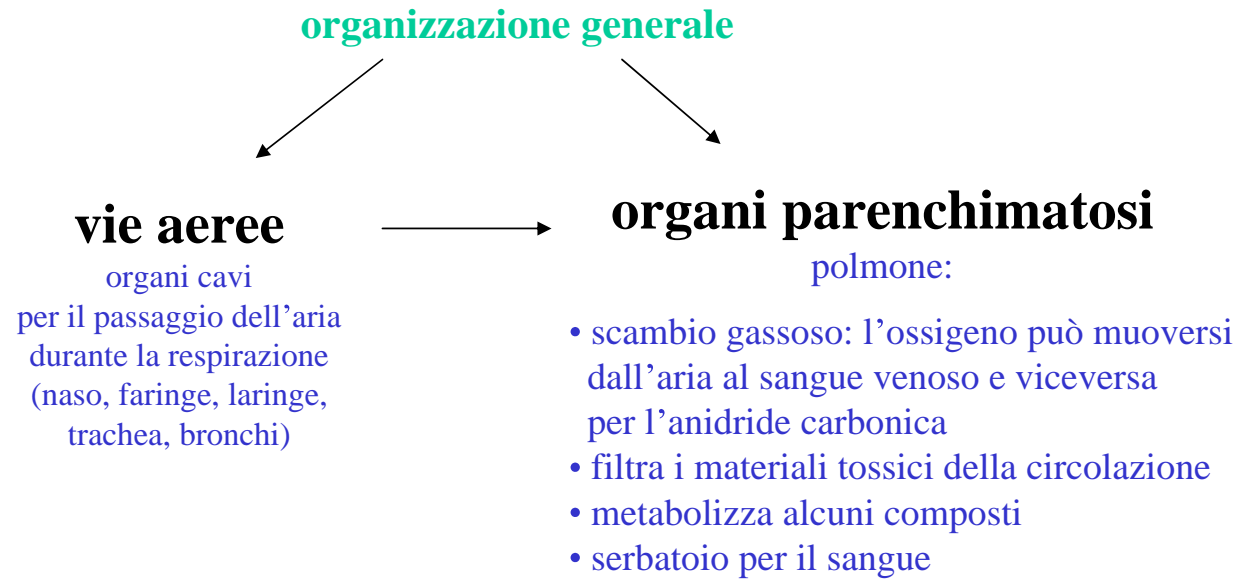 organizzazione generale
vie aeree
organi cavi
per il passaggio dell’aria
durante la respirazione
(naso, faringe, laringe,
trachea, bronchi)
organi parenchimatosi
polmone:
• scambio gassoso: l’ossigeno può muoversi
dall’aria al sangue venoso e viceversa
per l’anidride carbonica
• filtra i materiali tossici della circolazione
• metabolizza alcuni composti
• serbatoio per il sangue